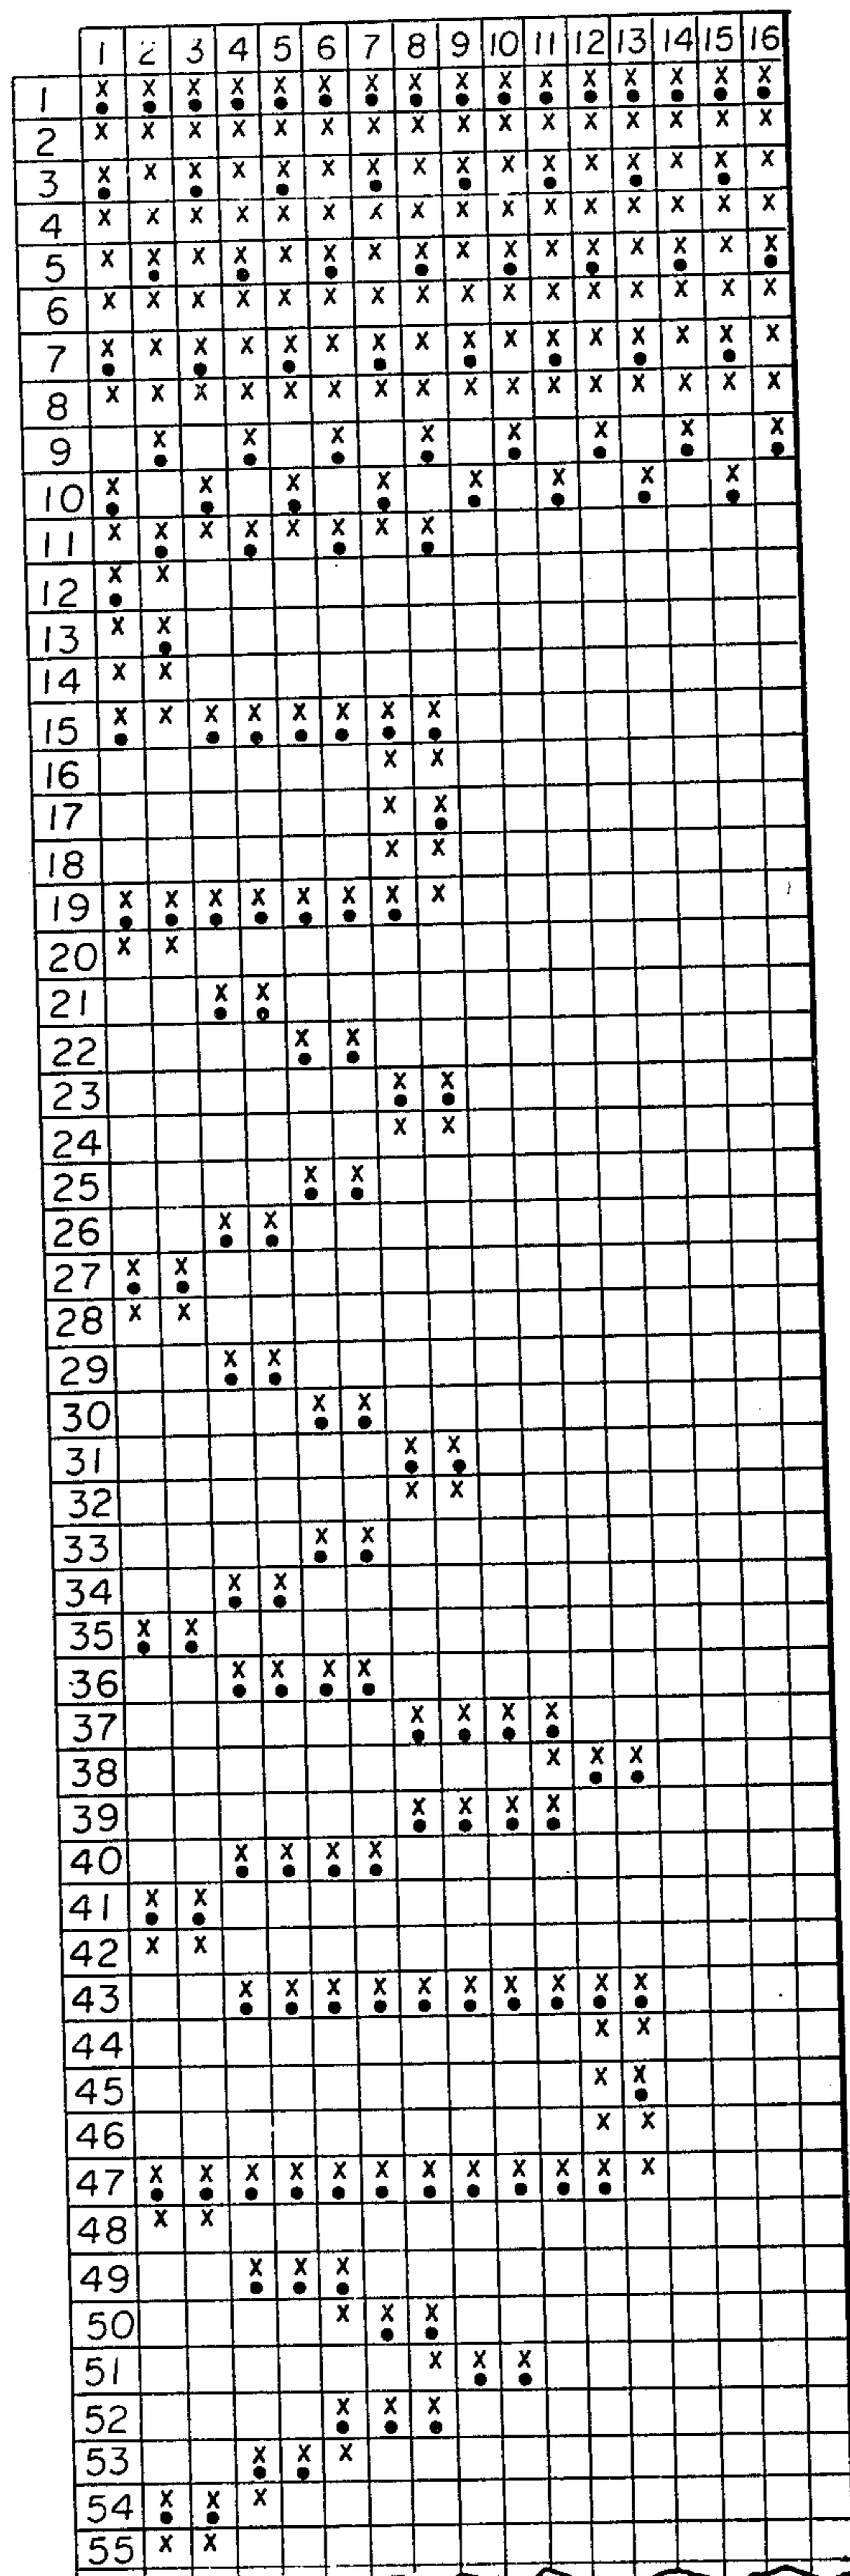 1 2 3 4 5 6 7 8 9 10 11 12 13 14 15 16
1 X X X X X X X X X X X X X X X X
2 X X X X X X X X X X X X X X X X
3 X X X X X X X X X X X X X X X X
4 X X X X X X X X X X X X X X X X
5 X X X X X X X X X X X X X X X X
6 X X X X X X X X X X X X X X X X
7 X X X X X X X X X X X X X X X X
8 X X X X X X X X X X X X X X X X
9 X X X X X X X X
10 X X X X X X X X
11 X X X X X X X X
12 X X
13 X X
14 X X
15 X X X X X X X X
16 X X
17 X X
18 X X
19 X X X X X X X X
20 X X
21 X X
22 X X
23 X X
24 X X
25 X X
26 X X
27 X X
28 X X
29 X X
30 X X
31 X X
32 X X
33 X X
34 X X
35 X X
36 X X X X
37 X X X X
38 X X X
39 X X X X
40 X X X X
41 X X
42 X X
43 X X X X X X X X X X
44 X X
45 X X
46 X X
47 X X X X X X X X X X X X
48 X X
49 X X X
50 X X X
51 X X X
52 X X X
53 X X X
54 X X X
55 X X